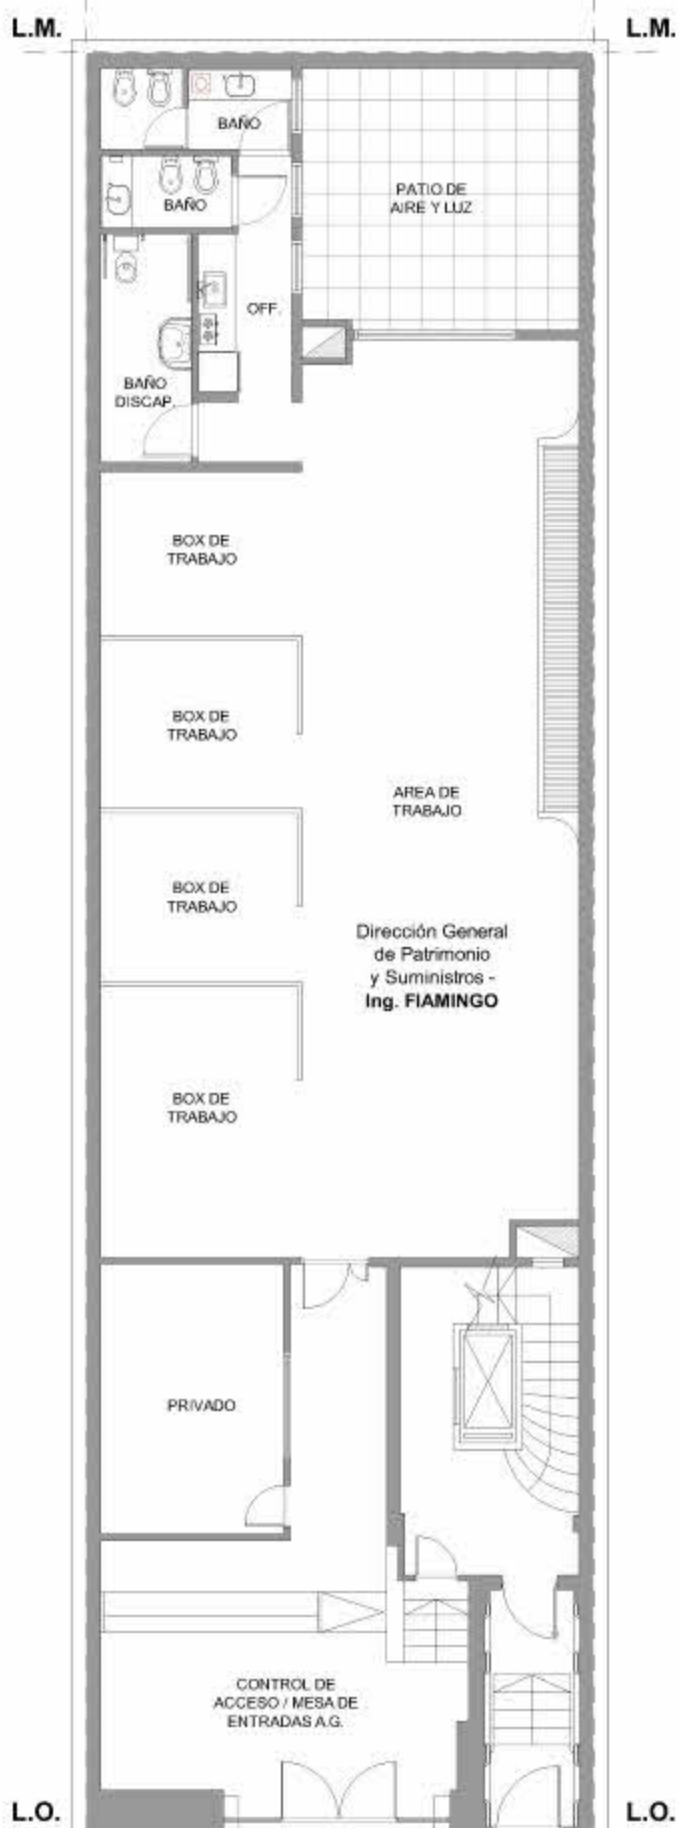 L.M.
L.M.
BAÑO
BAÑO
PATIO DE
AIRE Y LUZ
OFF.
BAÑO
DISCAP.
BOX DE
TRABAJO
BOX DE
TRABAJO
AREA DE
TRABAJO
BOX DE
TRABAJO
Dirección General
de Patrimonio
y Suministros -
Ing. FIAMINGO
BOX DE
TRABAJO
PRIVADO
CONTROL DE
ACCESO / MESA DE
ENTRADAS A.G.
L.O.
L.O.